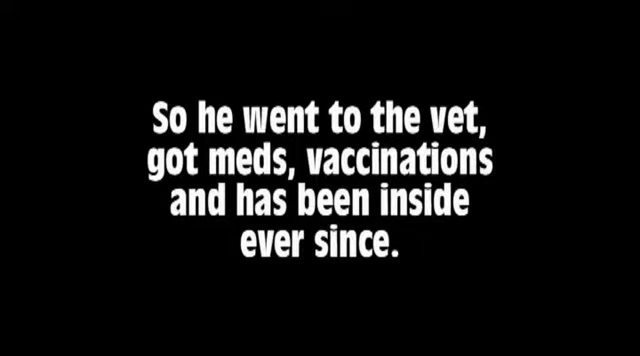 So he went to the vet,
got meds, vaccinations
and has been inside
ever since.